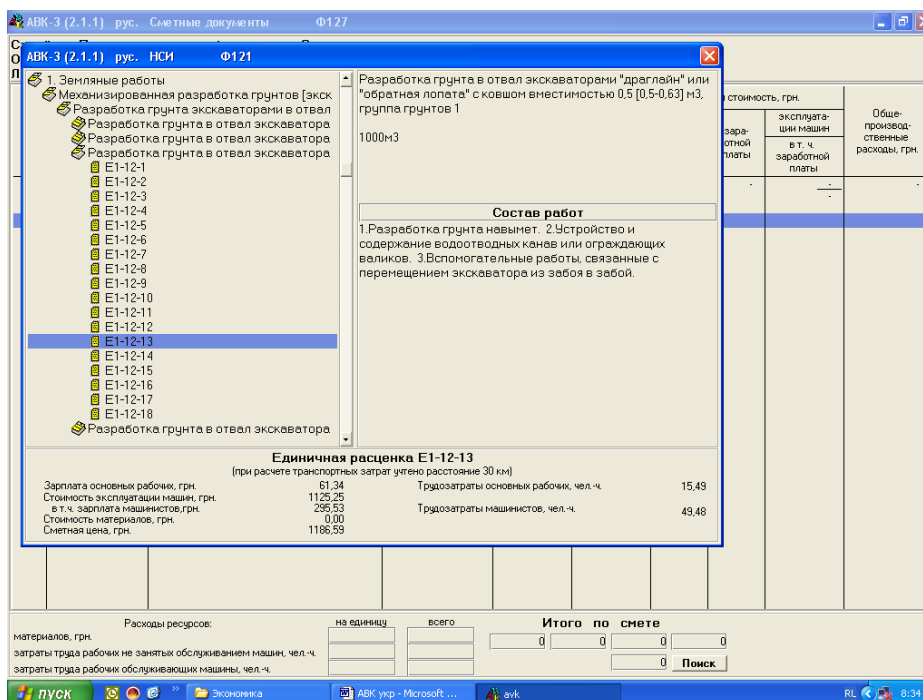 АВК-3 (2.1.1) рус. Сметные документы Ф127
АВК-3 (2.1.1) рус. НСИ Ф121
1. Земляные работы
Механизированная разработка грунтов [экск
Разработка грунта экскаваторами в отвал
Разработка грунта в отвал экскаватора
Разработка грунта в отвал экскаватора
Разработка грунта в отвал экскаватора
Е1-12-1
Е1-12-2
Е1-12-3
Е1-12-4
Е1-12-5
Е1-12-6
Е1-12-7
Е1-12-8
Е1-12-9
Е1-12-10
Е1-12-11
Е1-12-12
Е1-12-13
Е1-12-14
Е1-12-15
Е1-12-16
Е1-12-17
Е1-12-18
Разработка грунта в отвал экскаватора
Разработка грунта в отвал экскаваторами "драглайн" или
"обратная лопата" с ковшом вместимостью 0,5 [0,5-0,63] м3,
группа грунтов 1
1000м3
Состав работ
1.Разработка грунта навымет. 2.Устройство и
содержание водоотводных канав или ограждающих
валиков. 3.Вспомогательные работы, связанные с
перемещением экскаватора из забоя в забой.
стоимость, грн.
зара-
ботной
платы
эксплуата-
ции машин
в т. ч.
заработной
платы
Обще-
производ-
ственные
расходы, грн.
Единичная расценка Е1-12-13
(при расчете транспортных затрат учтено расстояние 30 км)
Зарплата основных рабочих, грн. 61,34 Трудозатраты основных рабочих, чел.-ч. 15,49
Стоимость эксплуатации машин, грн. 1125,25
в т.ч. зарплата машинистов,грн. 295,53 Трудозатраты машинистов, чел.-ч. 49,48
Стоимость материалов, грн. 0,00
Сметная цена, грн. 1186,59
Расходы ресурсов: на единицу всего Итого по смете
материалов, грн. 0 0 0 0
затраты труда рабочих не занятых обслуживанием машин, чел.-ч.
затраты труда рабочих обслуживающих машины, чел.-ч. 0 Поиск
пуск Экономика АВК укр - Microsoft ... avk RL 8:34